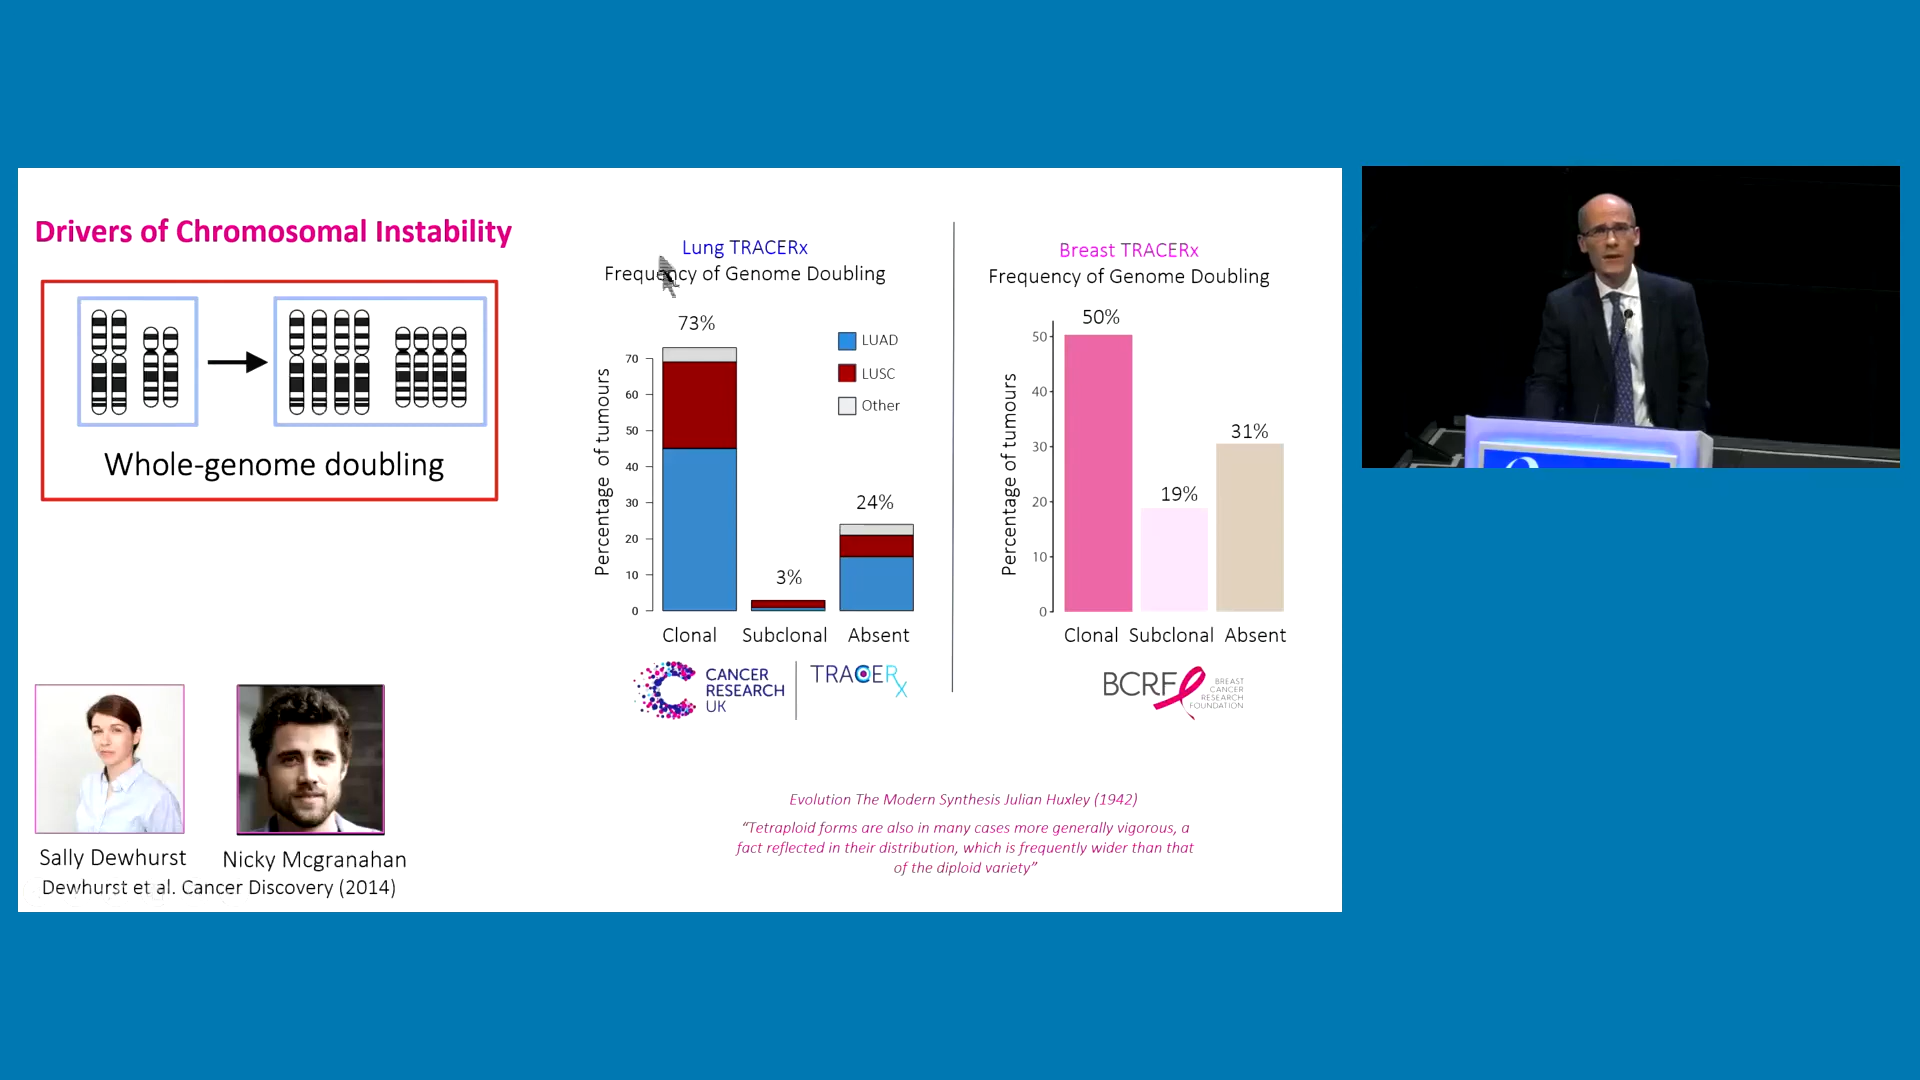 Drivers of Chromosomal Instability
Whole-genome doubling
Lung TRACERx
Frequency of Genome Doubling
73%
LUAD
LUSC
Other
Percentage of tumours
70
60
50
40
30
20
10
0
3%
24%
Clonal
Subclonal
Absent
CANCER
RESEARCH
UK
TRACERx
Breast TRACERx
Frequency of Genome Doubling
50%
Percentage of tumours
50
40
30
20
10
0
19%
31%
Clonal
Subclonal
Absent
BCRF
BREAST
CANCER
RESEARCH
FOUNDATION
Sally Dewhurst
Nicky Mcgranahan
Dewhurst et al. Cancer Discovery (2014)
Evolution The Modern Synthesis Julian Huxley (1942)
“Tetraploid forms are also in many cases more generally vigorous, a
fact reflected in their distribution, which is frequently wider than that
of the diploid variety”